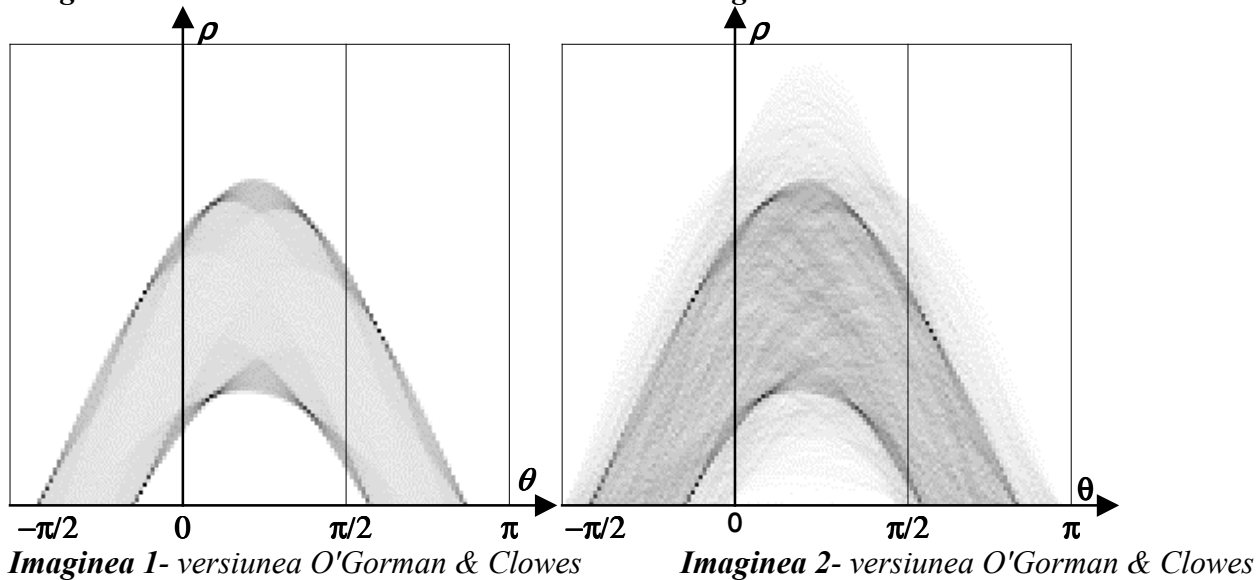 ρ ρ
θ θ
−π/2 0 π/2 π −π/2 0 π/2 π
Imaginea 1- versiunea O'Gorman & Clowes Imaginea 2- versiunea O'Gorman & Clowes